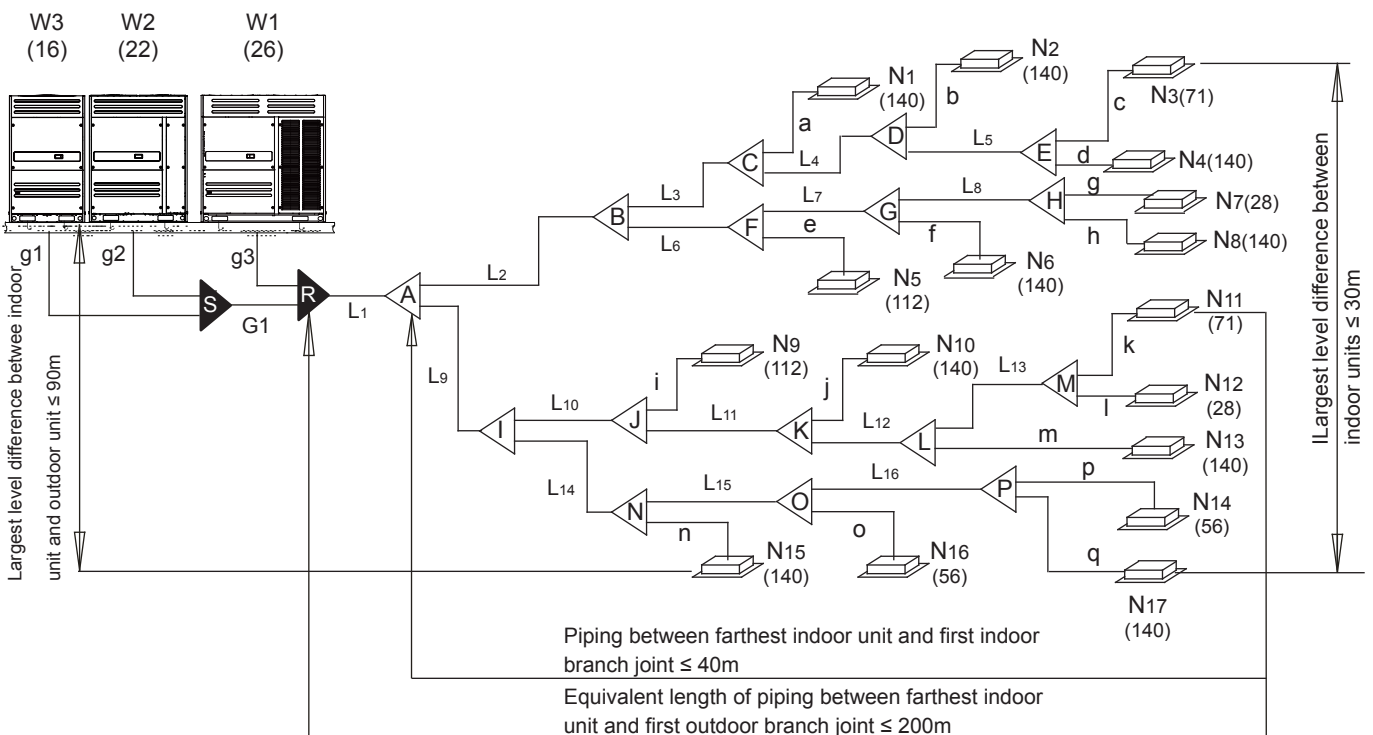 W3
(16)
W2
(22)
W1
(26)
g1
g2
g3
S
G1
R
L1
A
L2
B
L3
C
a
N1
(140)
L4
D
b
N2
(140)
L5
E
c
N3(71)
d
N4(140)
L6
F
L7
e
N5
(112)
G
f
N6
(140)
L8
H
g
N7(28)
h
N8(140)
L9
I
L10
J
i
N9
(112)
L11
K
j
N10
(140)
L12
L
L13
M
k
N11
(71)
l
N12
(28)
m
N13
(140)
L14
N
n
N15
(140)
L15
O
o
N16
(56)
L16
P
p
N14
(56)
q
N17
(140)
Largest level difference betwee indoor
unit and outdoor unit ≤ 90m
lLargest level difference between
indoor units ≤ 30m
Piping between farthest indoor unit and first indoor
branch joint ≤ 40m
Equivalent length of piping between farthest indoor
unit and first outdoor branch joint ≤ 200m